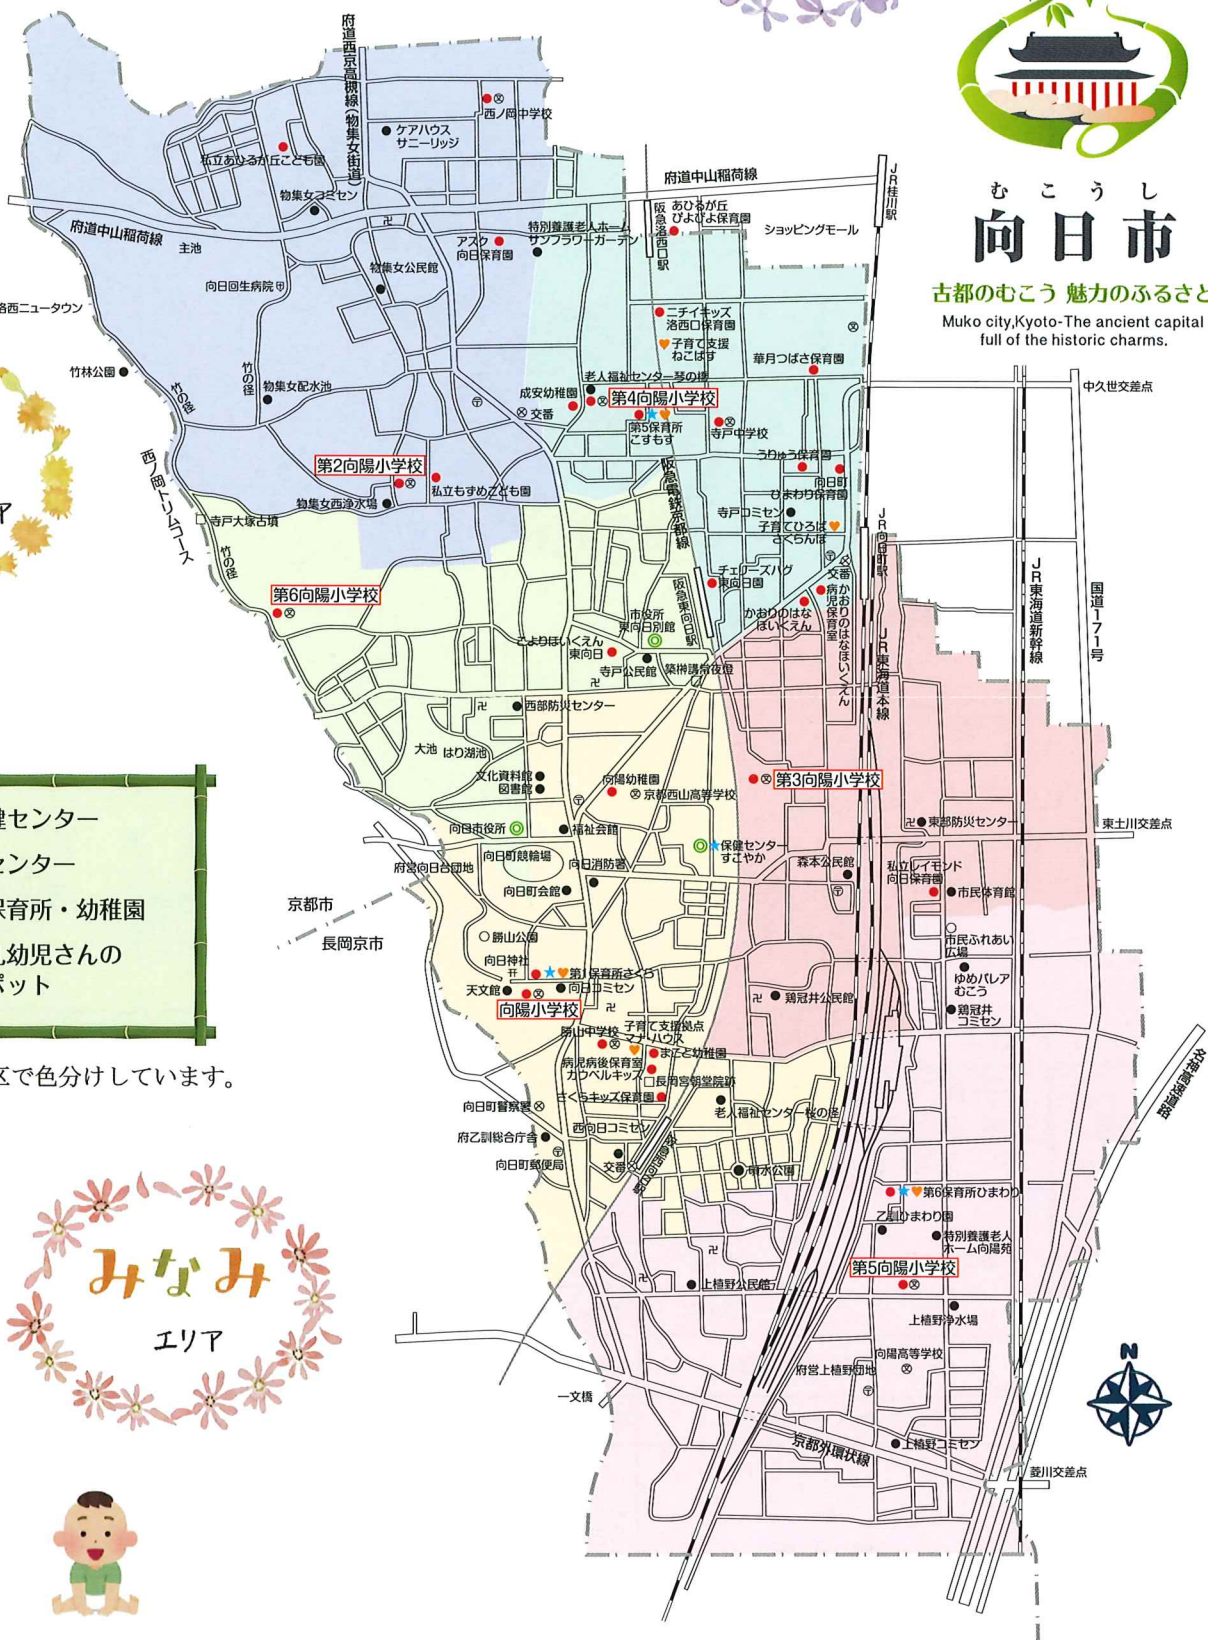 むこうし
向日市
古都のむこう 魅力のふるさと
Muko city,Kyoto-The ancient capital
full of the historic charms.
府道西京高槻線(物集女街道)
西ノ岡中学校
ケアハウス
サニーリッジ
私立あひるが丘こども園
物集女コミセン
府道中山稲荷線
JR桂川駅
阪急洛西口駅
あひるが丘
ぴよぴよ保育園
ショッピングモール
府道中山稲荷線
主池
アスク
向日保育園
特別養護老人ホーム
サンフラワーガーデン
物集女公民館
向日回生病院
洛西ニュータウン
ニチイキッズ
洛西口保育園
子育て支援
ねこばす
華月つばさ保育園
竹林公園
竹の径
竹の径
物集女配水池
老人福祉センター琴の橋
成安幼稚園
交番
第4向陽小学校
第5保育所
こすもす
寺戸中学校
中久世交差点
西ノ岡トリムコース
第2向陽小学校
私立もずめこども園
物集女西浄水場
阪急電鉄京都線
うりゅう保育園
向日町
ひまわり保育園
寺戸コミセン
子育てひろば
さくらんぼ
寺戸大塚古墳
竹の径
JR向日町駅
交番
チェリーズハグ
東向日園
阪急東向日駅
病児保育室
かおりのはなほいくえん
かおりのはな
ほいくえん
JR東海道新幹線
国道171号
第6向陽小学校
市役所
東向日別館
こよりほいくえん
東向日
寺戸公民館
築榊講常夜燈
JR東海道本線
西部防災センター
大池
はり湖池
文化資料館
図書館
向陽幼稚園
京都西山高等学校
第3向陽小学校
向日市役所
福祉会館
保健センター
すこやか
東部防災センター
東土川交差点
府営向日台団地
向日町競輪場
向日消防署
向日町会館
森本公民館
私立レイモンド
向日保育園
市民体育館
京都市
長岡京市
勝山公園
市民ふれあい
広場
向日神社
第1保育所さくら
天文館
向日コミセン
向陽小学校
ゆめパレア
むこう
鶏冠井公民館
鶏冠井
コミセン
勝山中学校
子育て支援拠点
マナ・ハウス
まこと幼稚園
病児病後保育室
カウベルキッズ
長岡宮朝堂院跡
さくらキッズ保育園
名神高速道路
向日町警察署
老人福祉センター桜の径
西向日コミセン
府乙訓総合庁舎
向日町郵便局
交番
第6保育所ひまわり
乙訓ひまわり園
特別養護老人
ホーム向陽苑
第5向陽小学校
上植野公民館
上植野浄水場
向陽高等学校
府営上植野団地
一文橋
京都外環状線
上植野コミセン
菱川交差点
N
センター
保育所・幼稚園
幼児さんの
区で色分けしています。
みなみ
エリア